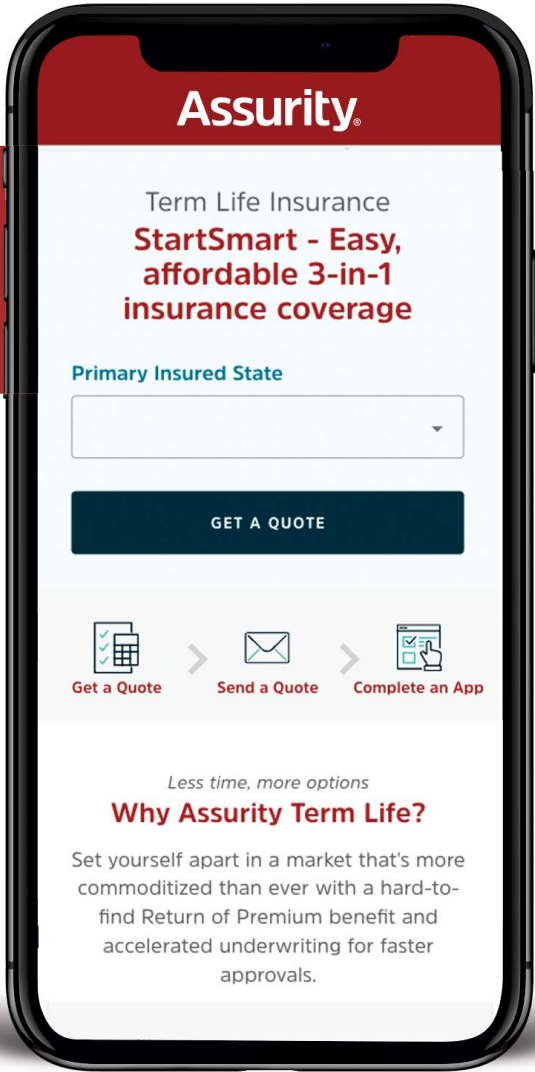 Assurity®
Term Life Insurance
StartSmart - Easy,
affordable 3-in-1
insurance coverage
Primary Insured State
GET A QUOTE
Get a Quote
Send a Quote
Complete an App
Less time, more options
Why Assurity Term Life?
Set yourself apart in a market that's more
commoditized than ever with a hard-to-
find Return of Premium benefit and
accelerated underwriting for faster
approvals.